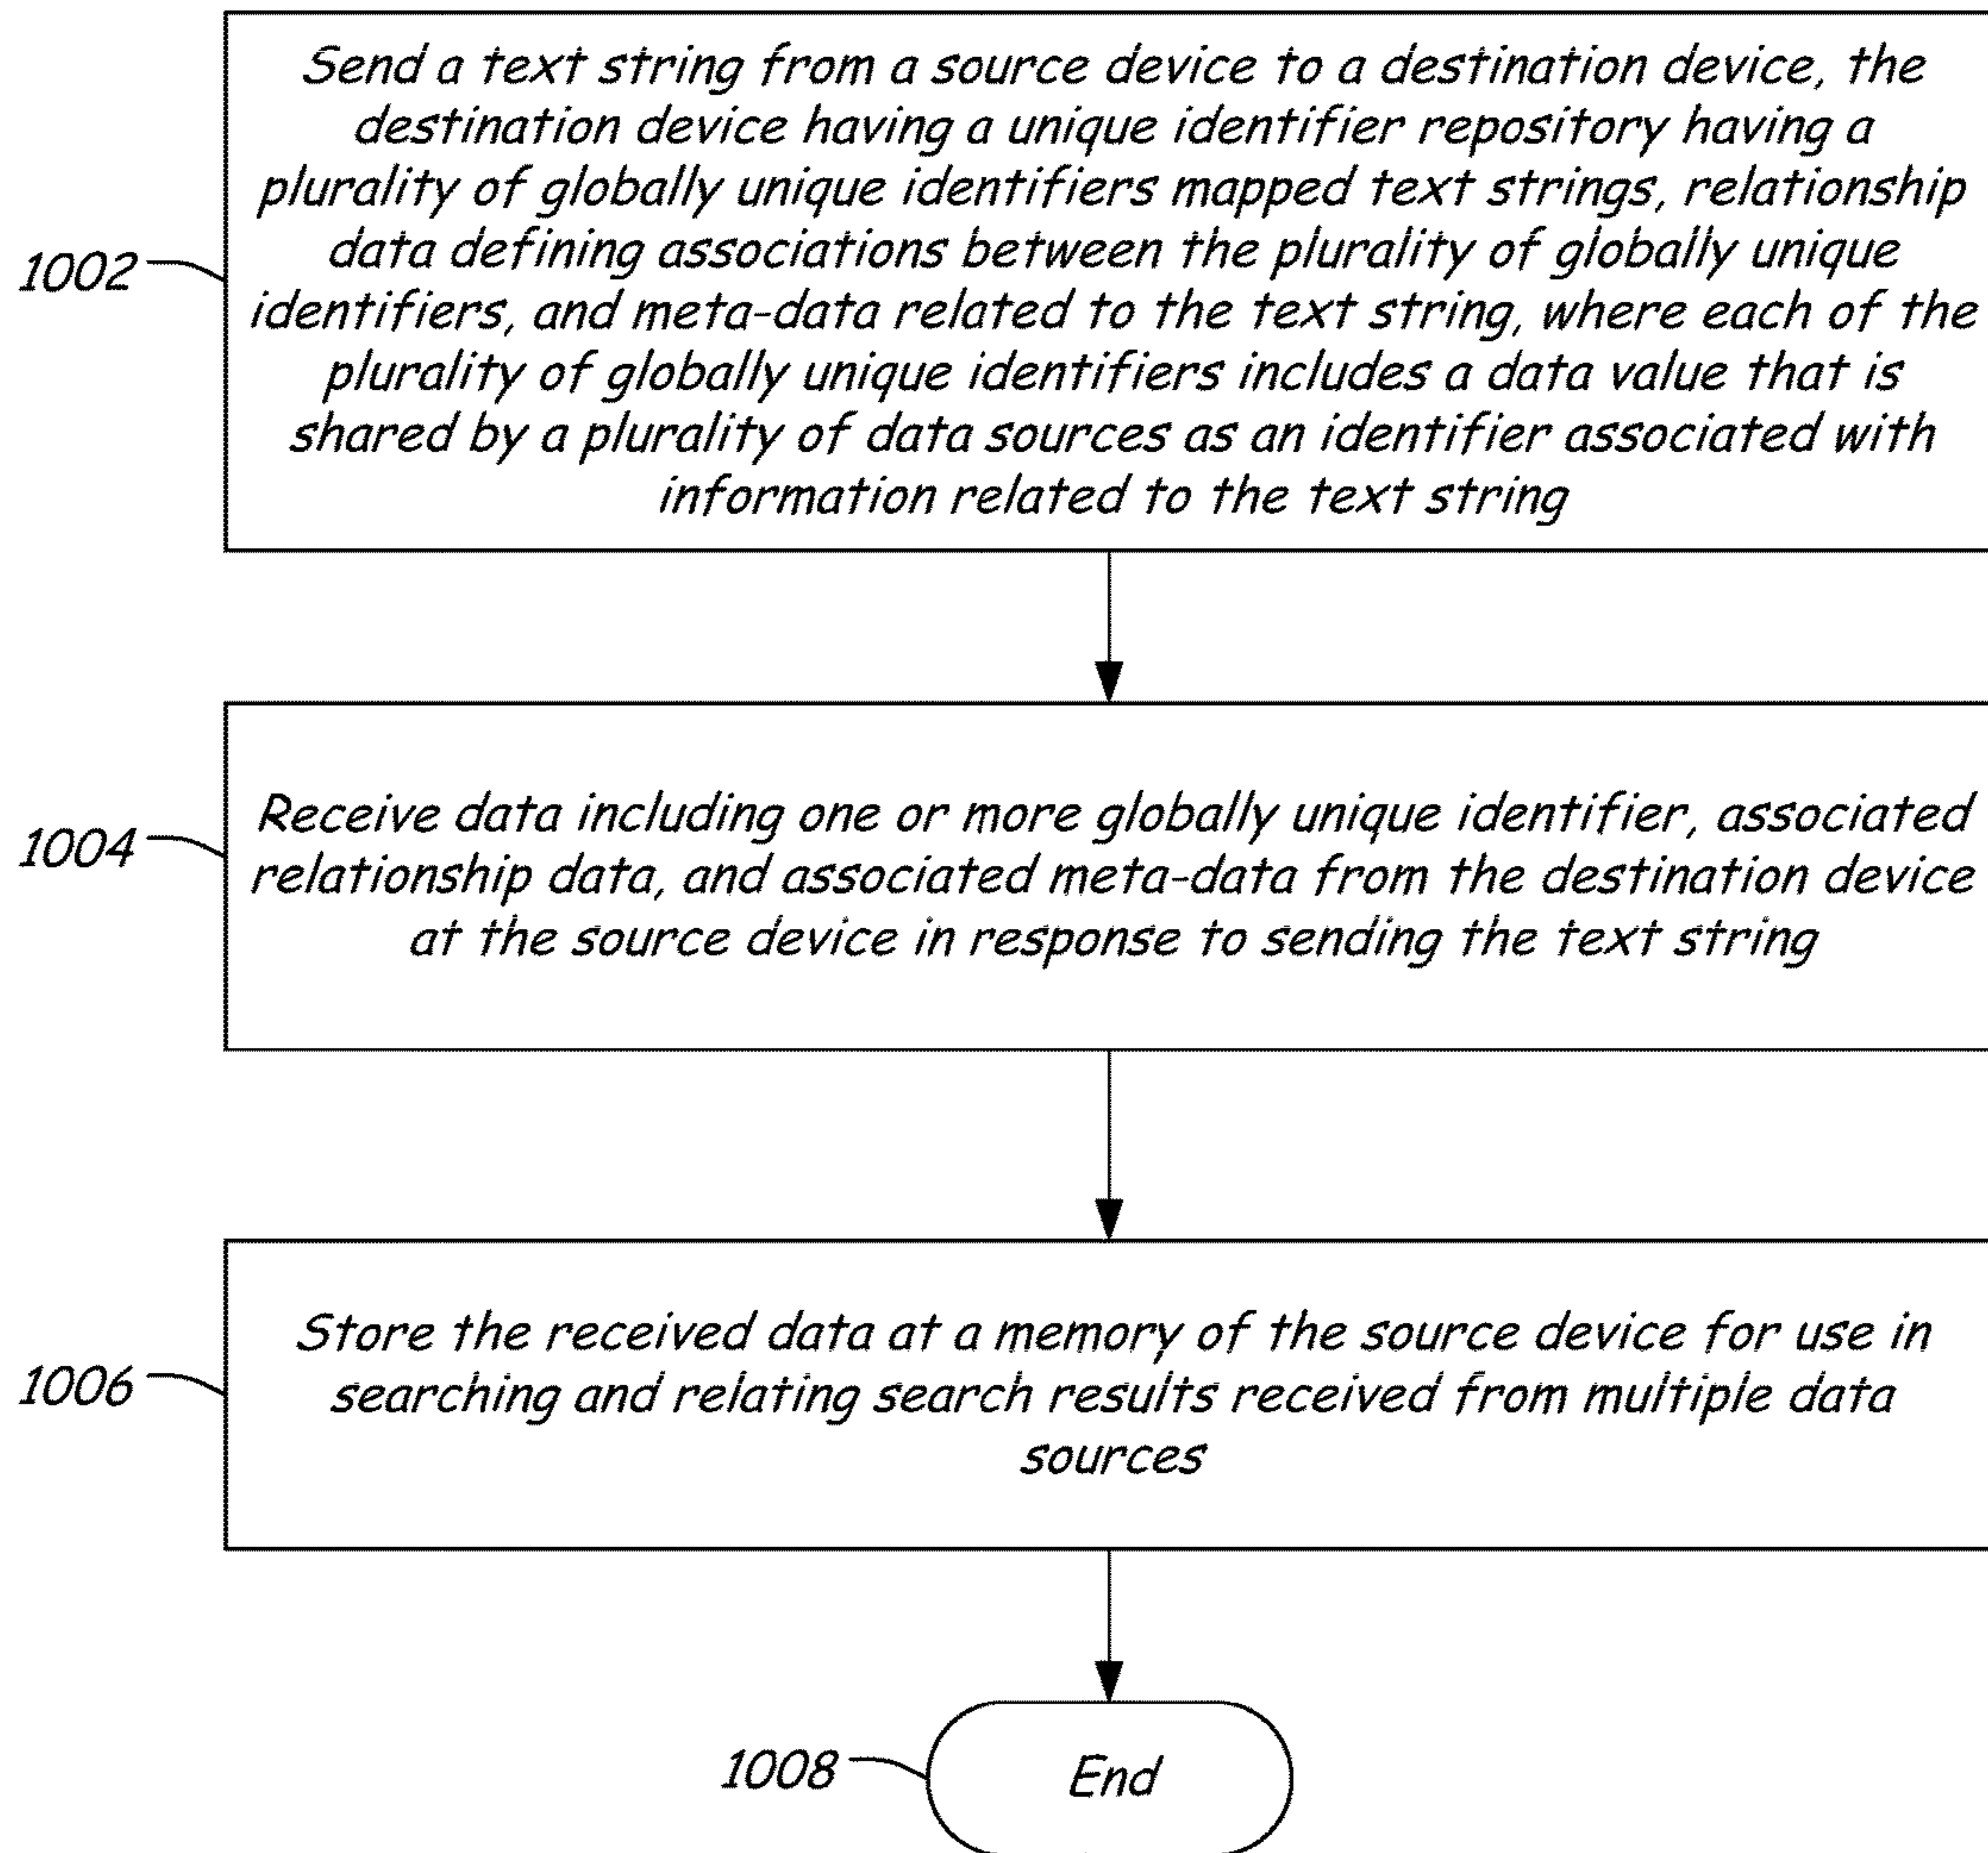 Send a text string from a source device to a destination device, the
destination device having a unique identifier repository having a
plurality of globally unique identifiers mapped text strings, relationship
data defining associations between the plurality of globally unique
1002
identifiers, and meta-data related to the text string, where each of the
plurality of globally unique identifiers includes a data value that is
shared by a plurality of data sources as an identifier associated with
information related to the text string
Receive data including one or more globally unique identifier, associated
1004
relationship data, and associated meta-data from the destination device
at the source device in response to sending the text string
Store the received data at a memory of the source device for use in
1006
searching and relating search results received from multiple data
sources
1008
End